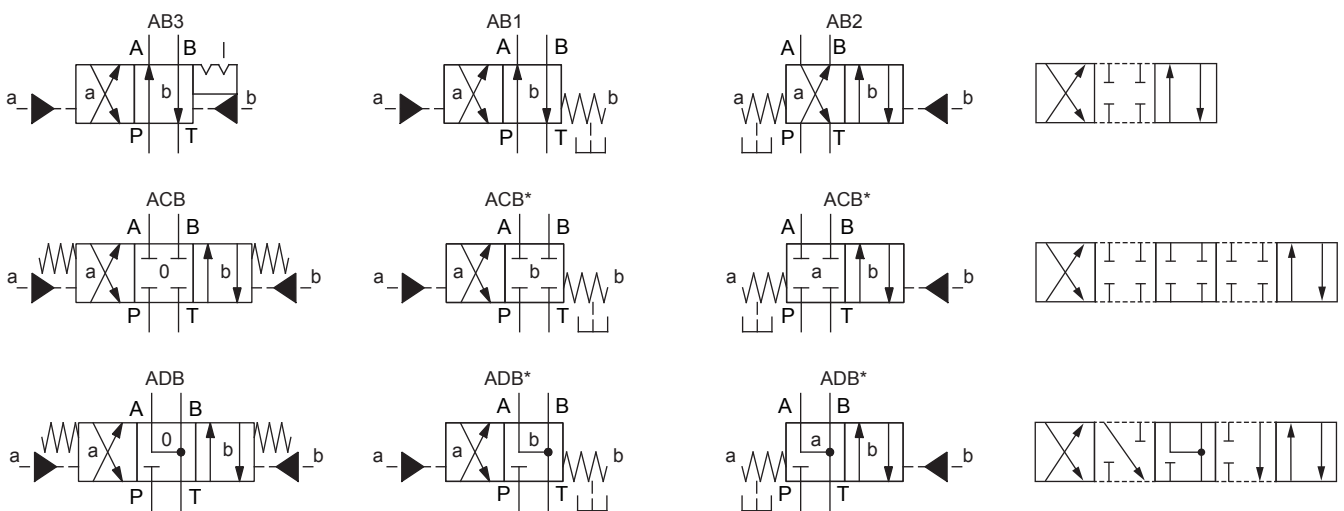 AB3 AB1 AB2
A B A B A B
a a b b a a b b a b b
P T P T P T
ACB ACB* ACB*
A B A B A B
a a 0 b b a a b b a a b b
P T P T P T
ADB ADB* ADB*
A B A B A B
a a 0 b b a a b b a a b b
P T P T P T